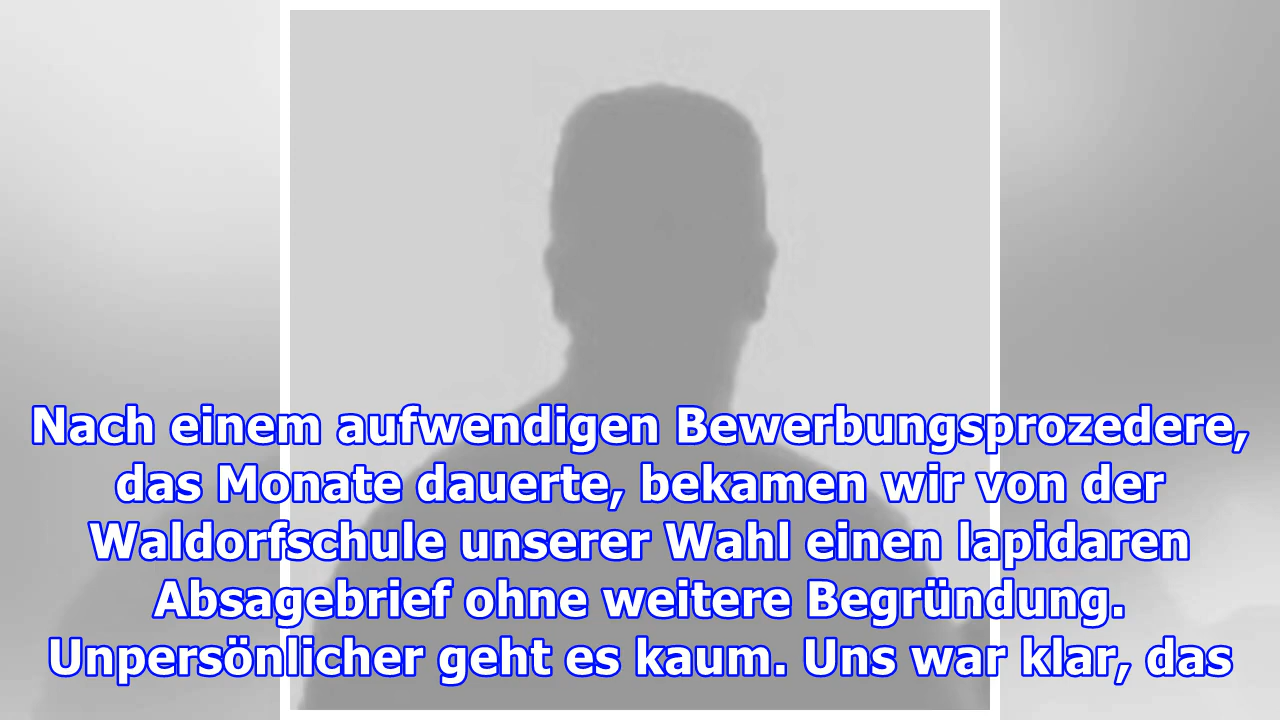 Nach einem aufwendigen Bewerbungsprozedere,
das Monate dauerte, bekamen wir von der
Waldorfschule unserer Wahl einen lapidaren
Absagebrief ohne weitere Begründung.
Unpersönlicher geht es kaum. Uns war klar, das